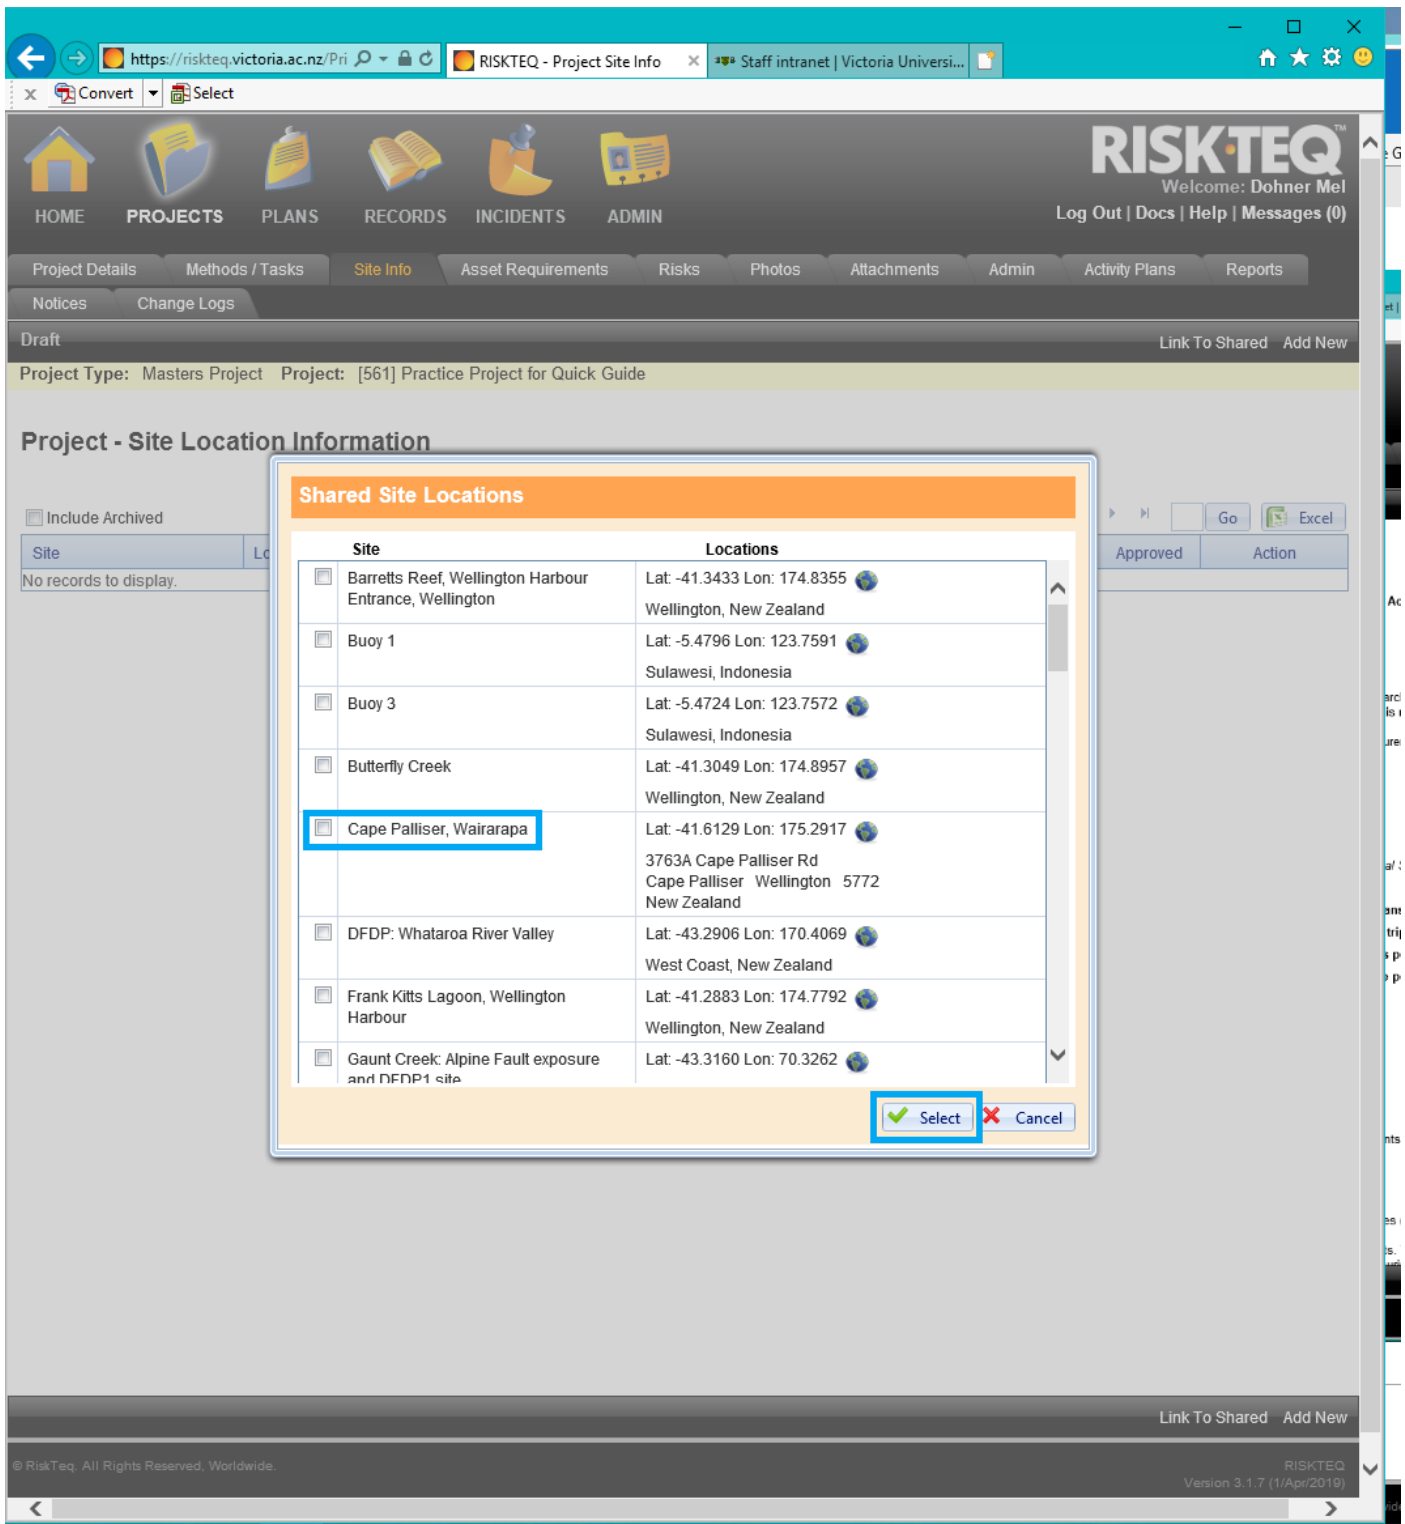 https://riskteq.victoria.ac.nz/Pri
RISKTEQ - Project Site Info
Staff intranet | Victoria Universi...
x Convert Select
RISKTEQ™
Welcome: Dohner Mel
HOME PROJECTS PLANS RECORDS INCIDENTS ADMIN
Log Out | Docs | Help | Messages (0)
Project Details Methods / Tasks Site Info Asset Requirements Risks Photos Attachments Admin Activity Plans Reports
Notices Change Logs
Draft Link To Shared Add New
Project Type: Masters Project Project: [561] Practice Project for Quick Guide
Project - Site Location Information
Shared Site Locations
Include Archived Go Excel
Site Lo Approved Action
No records to display.
Site Locations
Barretts Reef, Wellington Harbour
Entrance, Wellington
Lat: -41.3433 Lon: 174.8355
Wellington, New Zealand
Buoy 1
Lat: -5.4796 Lon: 123.7591
Sulawesi, Indonesia
Buoy 3
Lat: -5.4724 Lon: 123.7572
Sulawesi, Indonesia
Butterfly Creek
Lat: -41.3049 Lon: 174.8957
Wellington, New Zealand
Cape Palliser, Wairarapa
Lat: -41.6129 Lon: 175.2917
3763A Cape Palliser Rd
Cape Palliser Wellington 5772
New Zealand
DFDP: Whataroa River Valley
Lat: -43.2906 Lon: 170.4069
West Coast, New Zealand
Frank Kitts Lagoon, Wellington
Harbour
Lat: -41.2883 Lon: 174.7792
Wellington, New Zealand
Gaunt Creek: Alpine Fault exposure
and DFDP1 site
Lat: -43.3160 Lon: 70.3262
Select Cancel
Link To Shared Add New
© RiskTeq. All Rights Reserved, Worldwide.
RISKTEQ
Version 3.1.7 (1/Apr/2019)